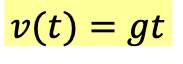 v(t) = gt